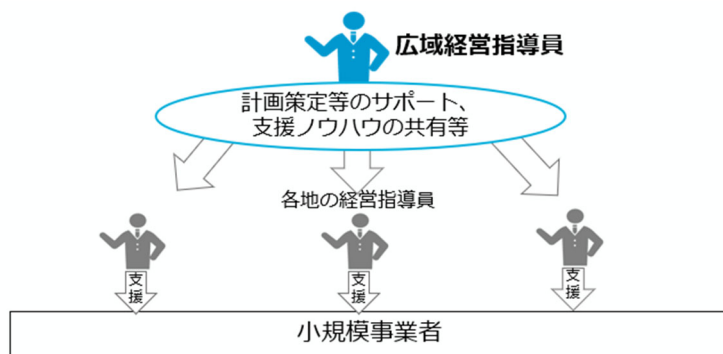 広域経営指導員
計画策定等のサポート、
支援ノウハウの共有等
各地の経営指導員
支援
支援
支援
小規模事業者